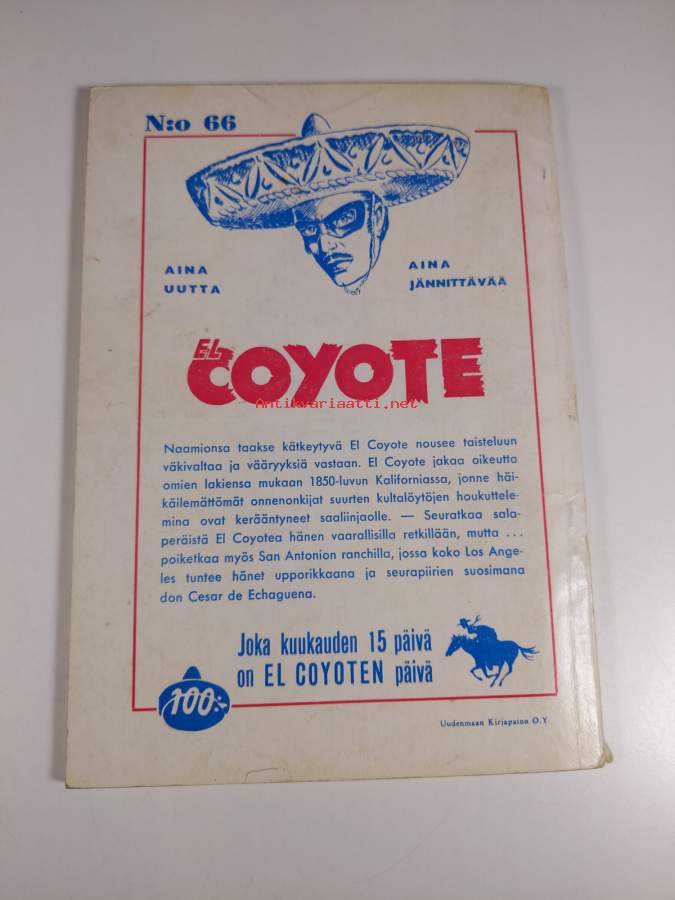 N:o 66
AINA
UUTTA
AINA
JÄNNITTÄVÄÄ
EL
COYOTE
Antikvariaatti.net
Naamionsa taakse kätkeytyvä El Coyote nousee taisteluun
väkivaltaa ja vääryyksiä vastaan. El Coyote jakaa oikeutta
omien lakiensa mukaan 1850-luvun Kaliforniassa, jonne häi-
käilemättömät onnenonkijat suurten kultalöytöjen houkuttele-
mina ovat kerääntyneet saaliinjaolle. — Seuratkaa sala-
peräistä El Coyotea hänen vaarallisilla retkillään, mutta ...
poiketkaa myös San Antonion ranchilla, jossa koko Los Ange-
les tuntee hänet upporikkaana ja seurapiirien suosimana
don Cesar de Echaguena.
Joka kuukauden 15 päivä
on EL COYOTEN päivä
100:-
Uudenmaan Kirjapaino O.Y.